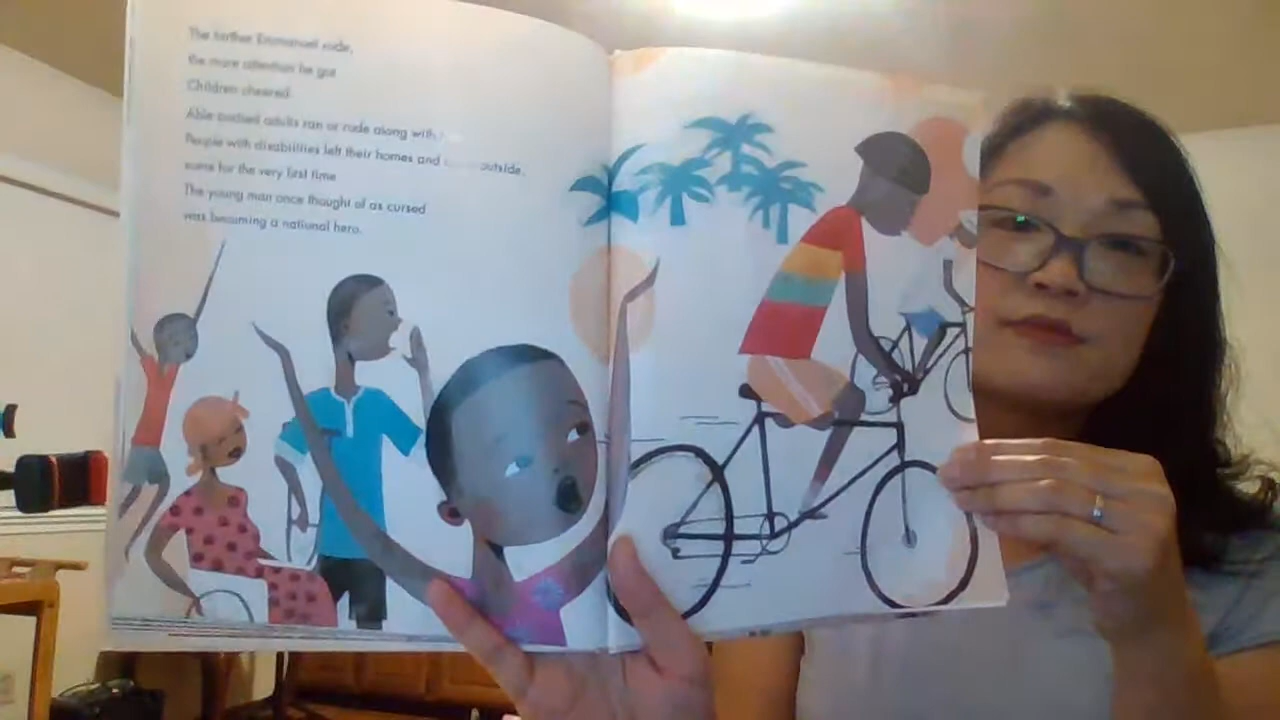 The farther Emmanuel rode,
the more attention he got
Children cheered
Able bodied adults ran or rode along with
People with disabilities left their homes and outside,
some for the very first time
The young man once thought of as cursed
was becoming a national hero.